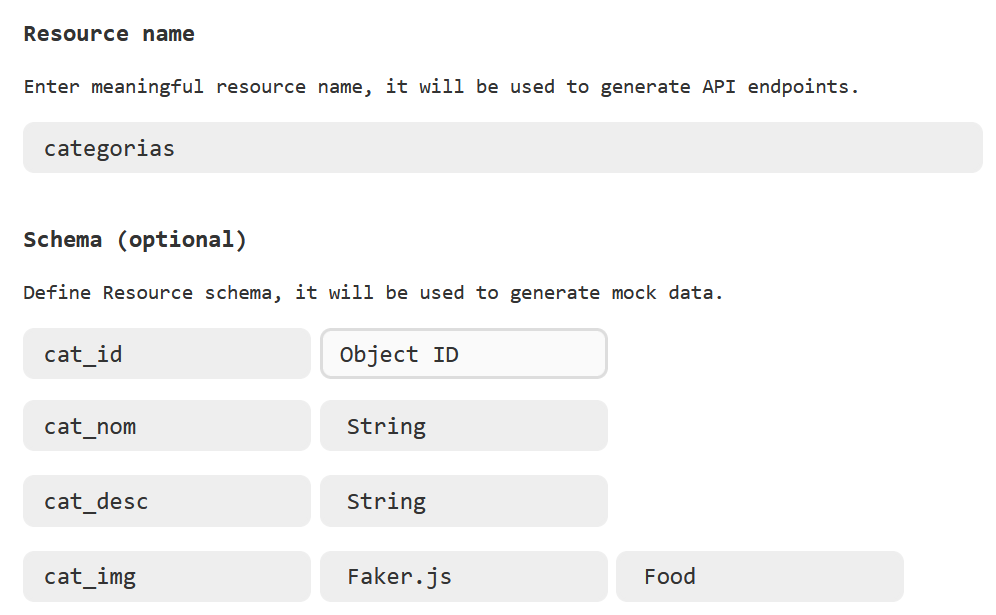 Resource name
Enter meaningful resource name, it will be used to generate API endpoints.
categorias
Schema (optional)
Define Resource schema, it will be used to generate mock data.
cat_id Object ID
cat_nom String
cat_desc String
cat_img Faker.js Food